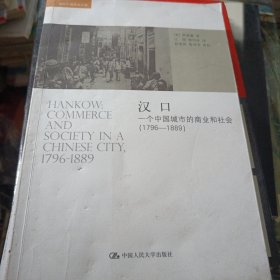 HANKOW:
COMMERCE
AND
SOCIETY IN A
CHINESE CITY,
1796-1889
汉口
一个中国城市的商业和社会
(1796—1889)
中国人民大学出版社